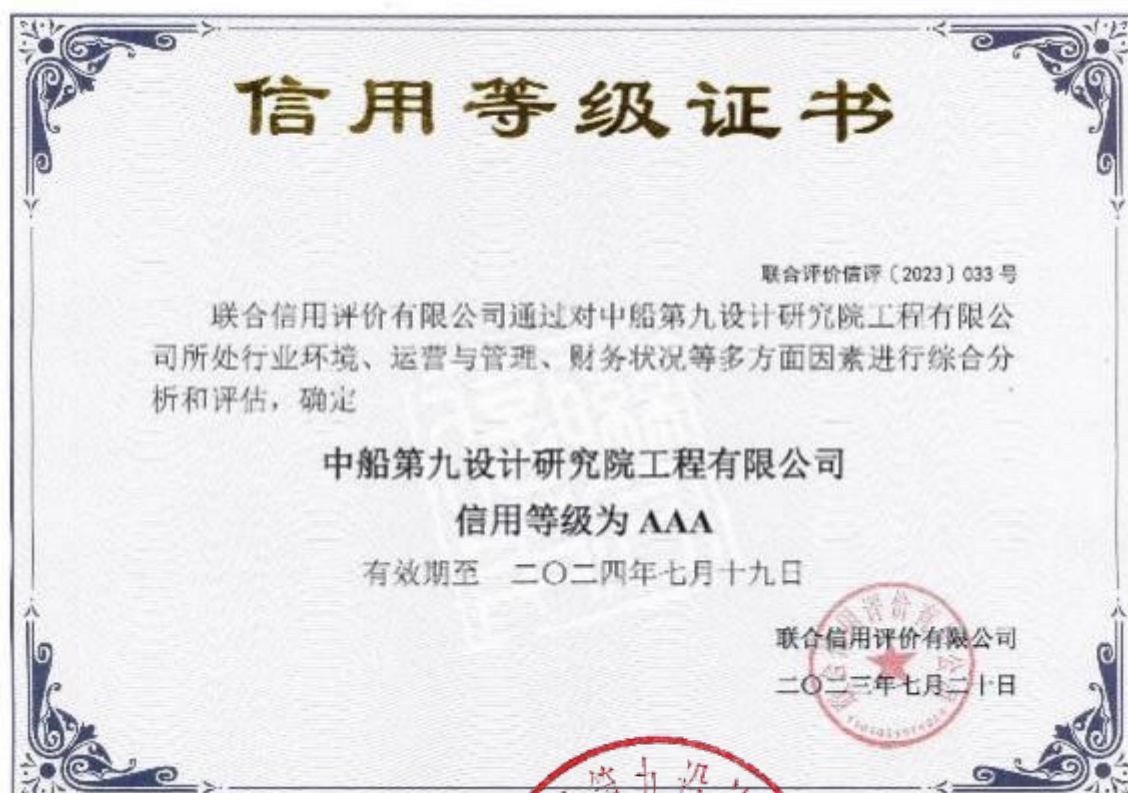 信用等级证书
联合评价信评〔2023〕033 号
联合信用评价有限公司通过对中船第九设计研究院工程有限公
司所处行业环境、运营与管理、财务状况等多方面因素进行综合分
析和评估，确定
中船第九设计研究院工程有限公司
信用等级为 AAA
有效期至 二〇二四年七月十九日
联合信用评价有限公司
二〇二三年七月二十日
第九设